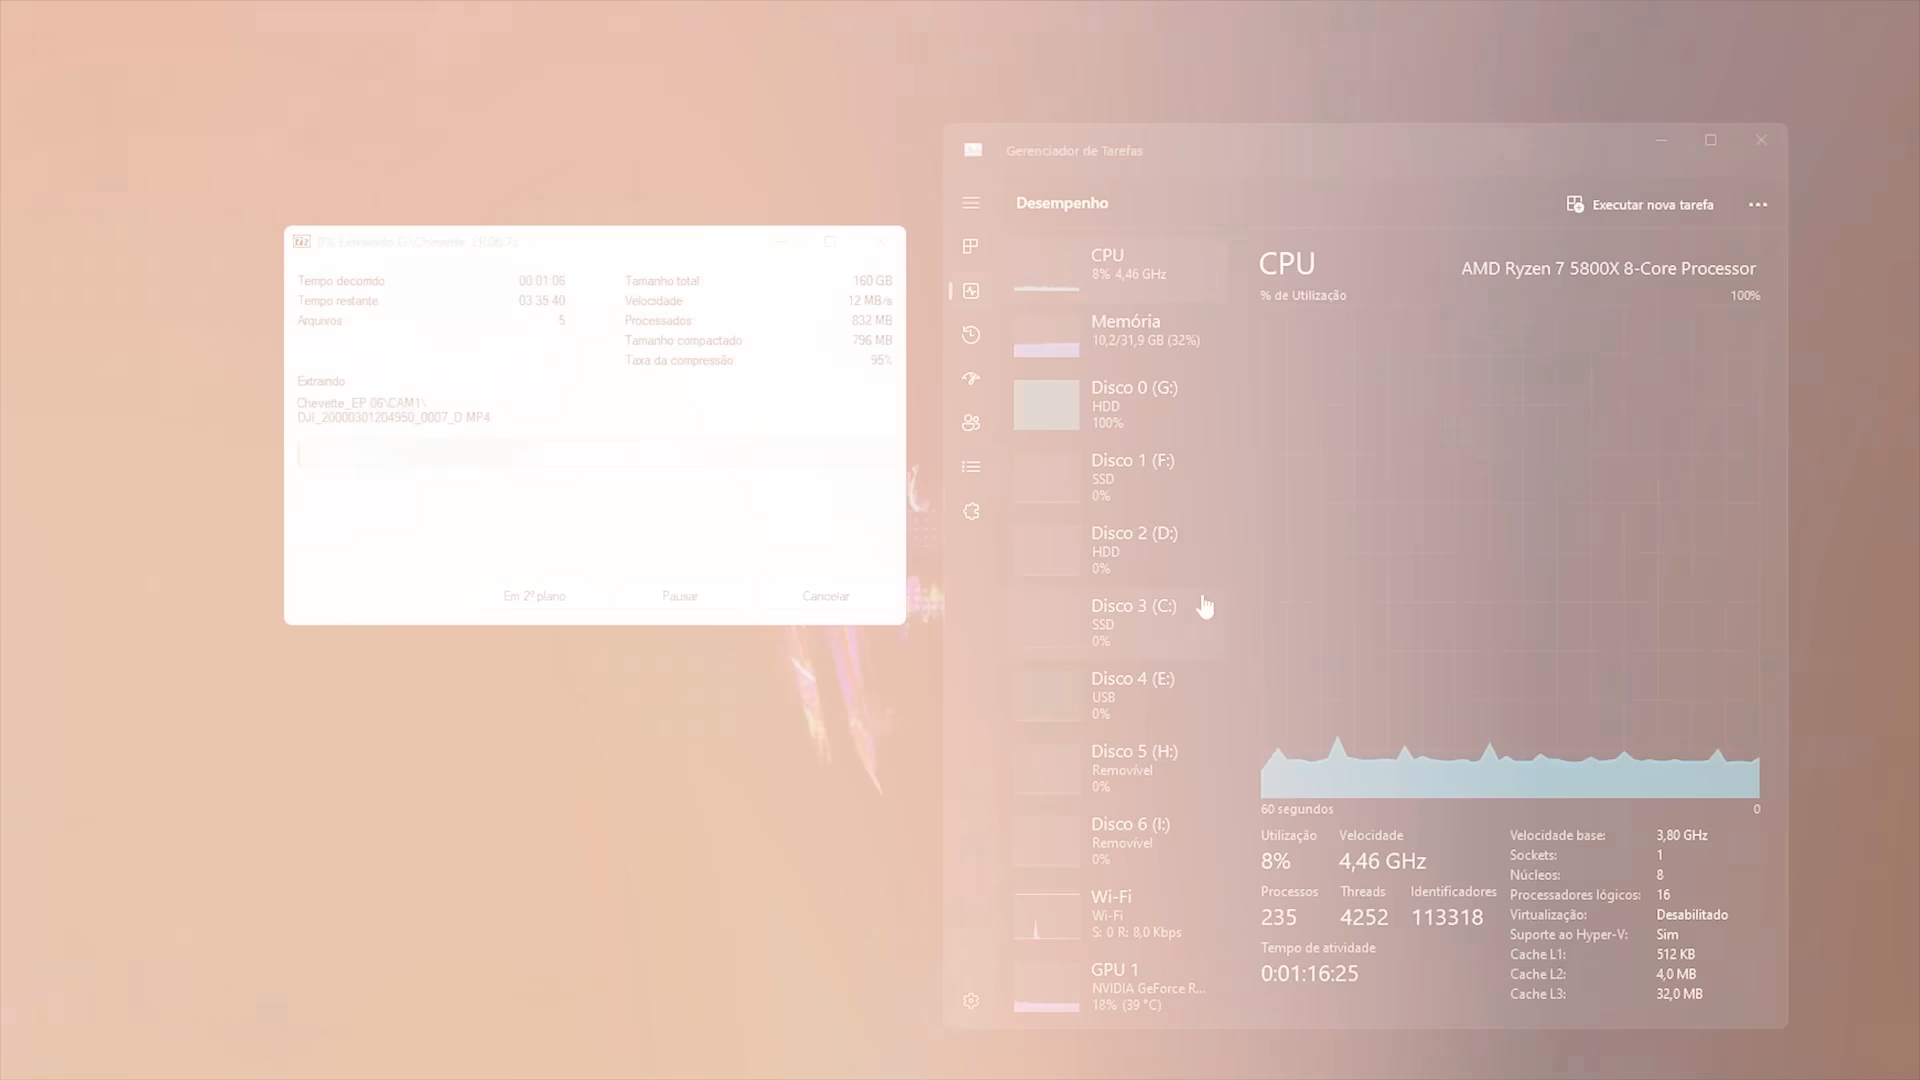 Tempo decorrido 00:01:06
Tempo restante 03:35:40
Arquivos 5
Tamanho total 160 GB
Velocidade 12 MB/s
Processados 832 MB
Tamanho compactado 796 MB
Taxa da compressão 95%
Extraindo
Chevette_EP 06\CAM1\
DJI_20000301204950_0007_D.MP4
Em 2º plano
Pausar
Cancelar
Gerenciador de Tarefas
Desempenho
Executar nova tarefa
CPU
8% 4,46 GHz
Memória
10,2/31,9 GB (32%)
Disco 0 (G:)
HDD
100%
Disco 1 (F:)
SSD
0%
Disco 2 (D:)
HDD
0%
Disco 3 (C:)
SSD
0%
Disco 4 (E:)
USB
0%
Disco 5 (H:)
Removível
0%
Disco 6 (I:)
Removível
0%
Wi-Fi
Wi-Fi
S: 0 R: 8,0 Kbps
GPU 1
NVIDIA GeForce R...
18% (39 °C)
CPU
AMD Ryzen 7 5800X 8-Core Processor
% de Utilização 100%
60 segundos 0
Utilização Velocidade
8% 4,46 GHz
Processos Threads Identificadores
235 4252 113318
Tempo de atividade
0:01:16:25
Velocidade base: 3,80 GHz
Sockets: 1
Núcleos: 8
Processadores lógicos: 16
Virtualização: Desabilitado
Suporte ao Hyper-V: Sim
Cache L1: 512 KB
Cache L2: 4,0 MB
Cache L3: 32,0 MB